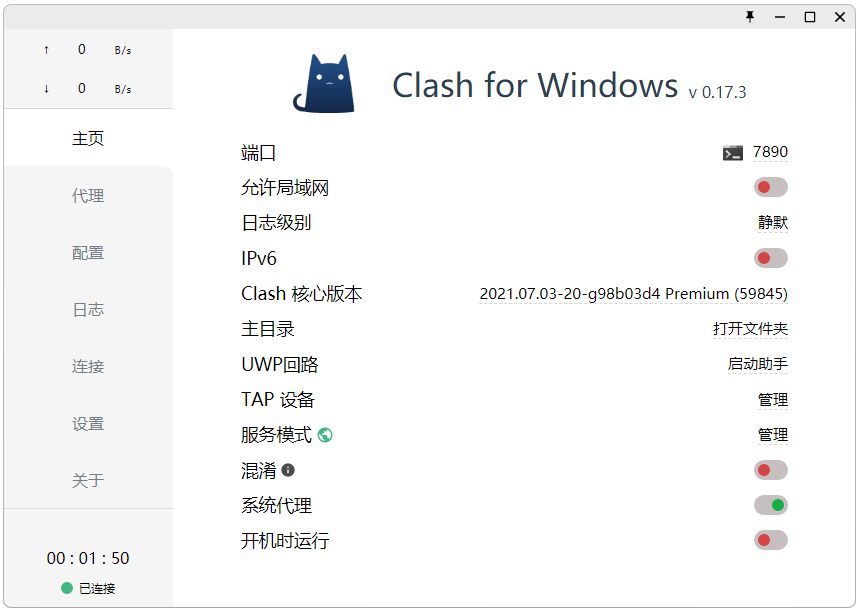 ↑ 0 B/s
↓ 0 B/s
主页
代理
配置
日志
连接
设置
关于
00 : 01 : 50
已连接
Clash for Windows v 0.17.3
端口 7890
允许局域网
日志级别 静默
IPv6
Clash 核心版本 2021.07.03-20-g98b03d4 Premium (59845)
主目录 打开文件夹
UWP回路 启动助手
TAP 设备 管理
服务模式 管理
混淆
系统代理
开机时运行